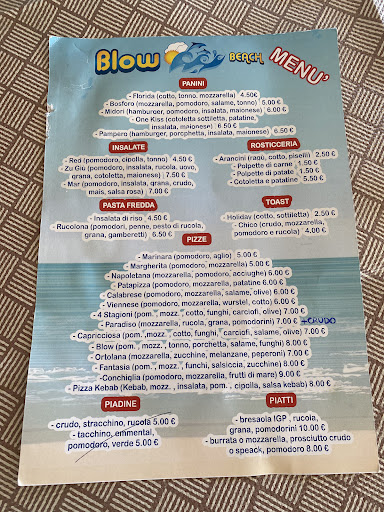 Blow BEACH MENU'
PANINI
- Florida (cotto, tonno, mozzarella) 4.50€
- Bosforo (mozzarella, pomodoro, salame, tonno) 5.00 €
- Midori (hamburger, pomodoro, insalata, maionese) 6.00 €
- One Kiss (cotoletta sottiletta, patatine,
insalata, maionese) 6.50 €
- Pampero (hamburger, porchetta, insalata, maionese) 6.50 €
INSALATE
- Red (pomodoro, cipolla, tonno) 4.50 €
- Zu Giu (pomodoro, insalata, rucola, uovo,
grana, cotoletta, maionese) 7.50 €
- Mar (pomodoro, insalata, grana, crudo,
mais, salsa rosa) 7.00 €
ROSTICCERIA
- Arancini (ragù, cotto, piselli) 2.50 €
- Polpette di carne 1.50 €
- Polpette di patate 1.50 €
- Cotoletta e patatine 5.50 €
PASTA FREDDA
- Insalata di riso 4.50 €
- Rucolona (pomodori, penne, pesto di rucola,
grana, gamberetti) 6.50 €
TOAST
- Holiday (cotto, sottiletta) 2.50 €
- Chico (crudo, mozzarella,
pomodoro e rucola) 4.00 €
PIZZE
- Marinara (pomodoro, aglio) 5.00 €
- Margherita (pomodoro, mozzarella) 5.00 €
- Napoletana (mozzarella, pomodoro, acciughe) 6.00 €
- Patapizza (pomodoro, mozzarella, patatine) 6.00 €
- Calabrese (pomodoro, mozzarella, salame, olive) 6.00 €
- Viennese (pomodoro, mozzarella, wurstel, cotto) 6.00 €
- 4 Stagioni (pom., mozz., cotto, funghi, carciofi, olive) 7.00 €
- Paradiso (mozzarella, rucola, grana, pomodorini) 7.00 € +CRUDO
- Capricciosa (pom., mozz., cotto, funghi, carciofi, salame, olive) 7.00 €
- Blow (pom., mozz., tonno, porchetta, salame, funghi) 8.00 €
- Ortolana (mozzarella, zucchine, melanzane, peperoni) 7.00 €
- Fantasia (pom., mozz., funchi, salsiccia, zucchine) 8.00 €
-Conchiglia (pomodoro, mozzarella, frutti di mare) 9.00 €
- Pizza Kebab (Kebab, mozz., insalata, pom., cipolla, salsa kebab) 8.00 €
PIADINE
- crudo, stracchino, rucola 5.00 €
- tacchino, emmental,
pomodoro, verde 5.00 €
PIATTI
- bresaola IGP, rucola,
grana, pomodorini 10.00 €
- burrata o mozzarella, prosciutto crudo
o speack, pomodoro 8.00 €